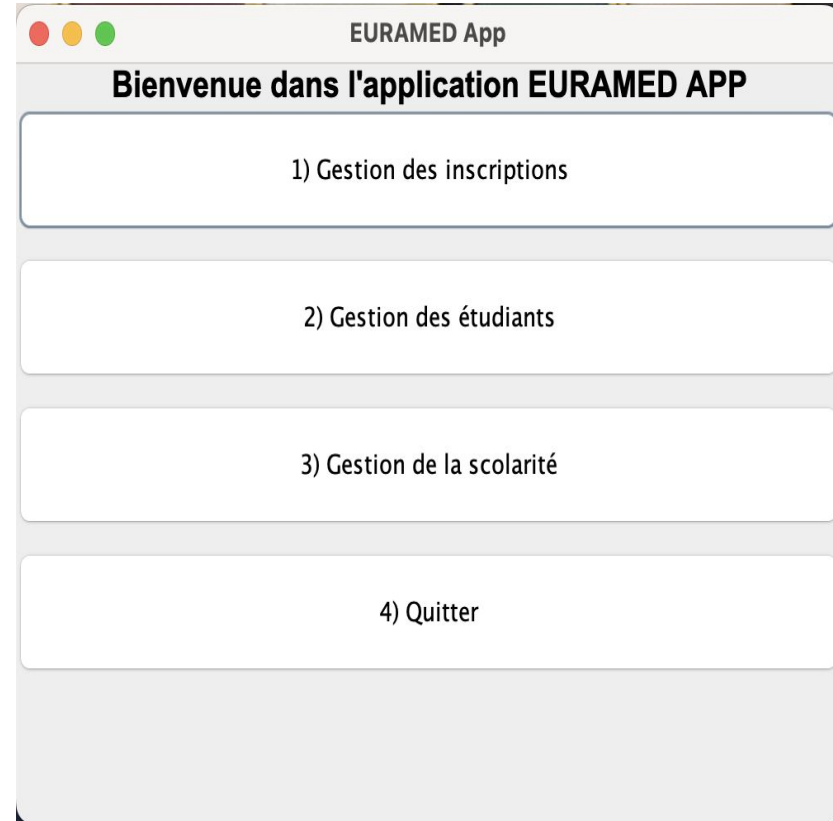 EURAMED App
Bienvenue dans l'application EURAMED APP
1) Gestion des inscriptions
2) Gestion des étudiants
3) Gestion de la scolarité
4) Quitter